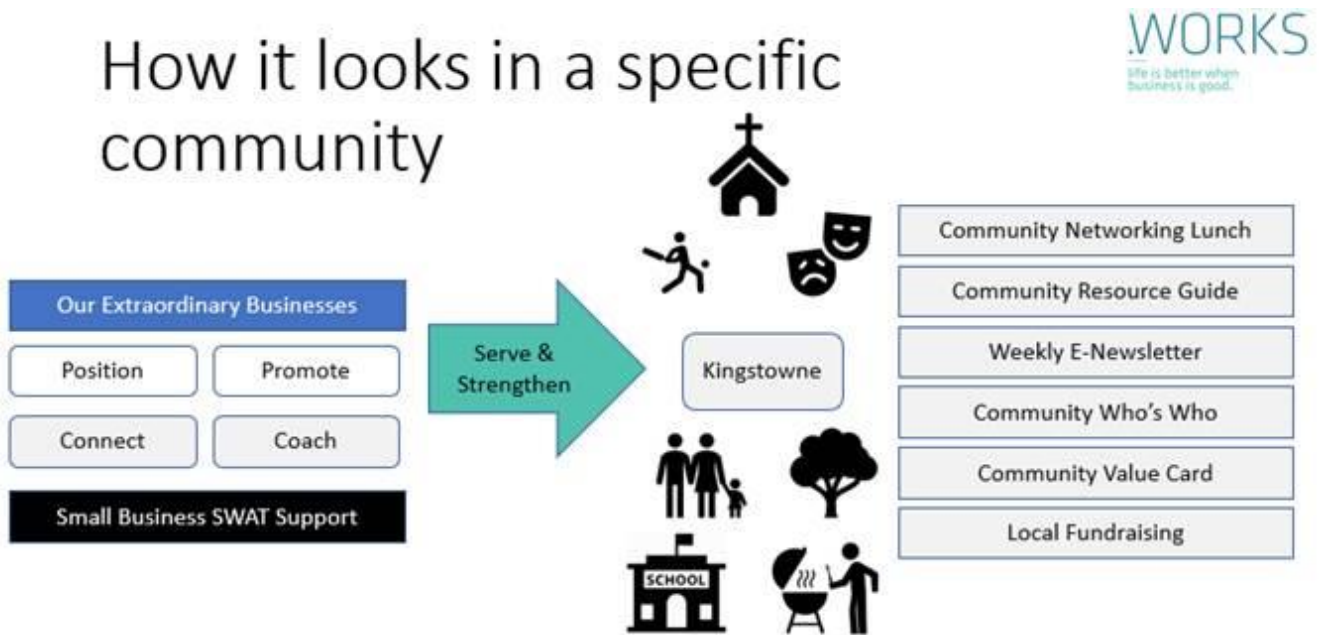 How it looks in a specific
community
.WORKS
life is better when
business is good.
Our Extraordinary Businesses
Position
Promote
Connect
Coach
Small Business SWAT Support
Serve &
Strengthen
Kingstowne
SCHOOL
Community Networking Lunch
Community Resource Guide
Weekly E-Newsletter
Community Who's Who
Community Value Card
Local Fundraising